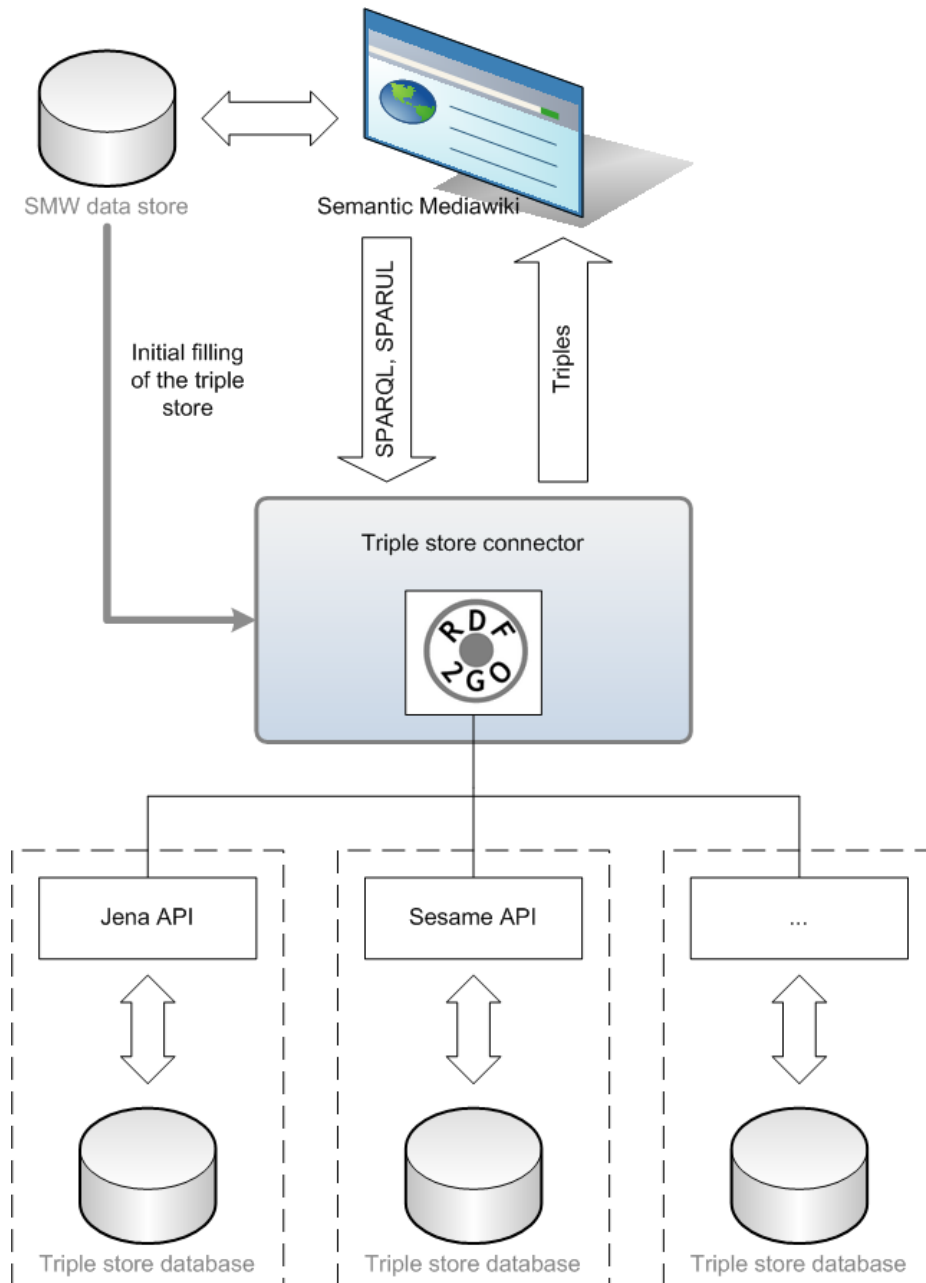 SMW data store
Semantic Mediawiki
Initial filling
of the triple
store
SPARQL, SPARUL
Triples
Triple store connector
RDF
2GO
Jena API
Sesame API
...
Triple store database
Triple store database
Triple store database